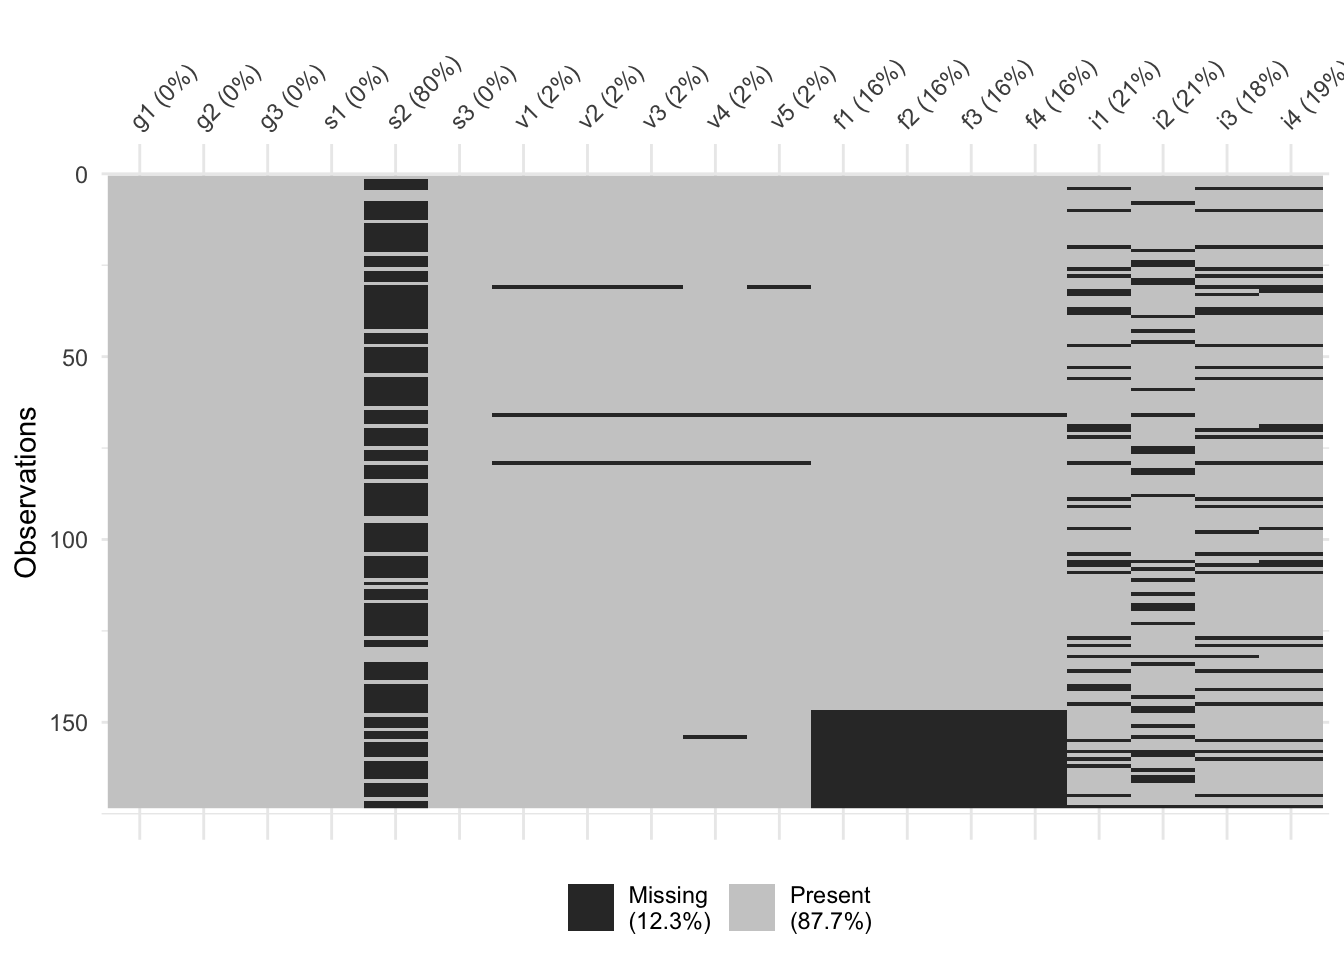 g1 (0%)
g2 (0%)
g3 (0%)
s1 (0%)
s2 (80%)
s3 (0%)
v1 (2%)
v2 (2%)
v3 (2%)
v4 (2%)
v5 (2%)
f1 (16%)
f2 (16%)
f3 (16%)
f4 (16%)
i1 (21%)
i2 (21%)
i3 (18%)
i4 (19%
0
50
100
150
Observations
Missing
(12.3%)
Present
(87.7%)